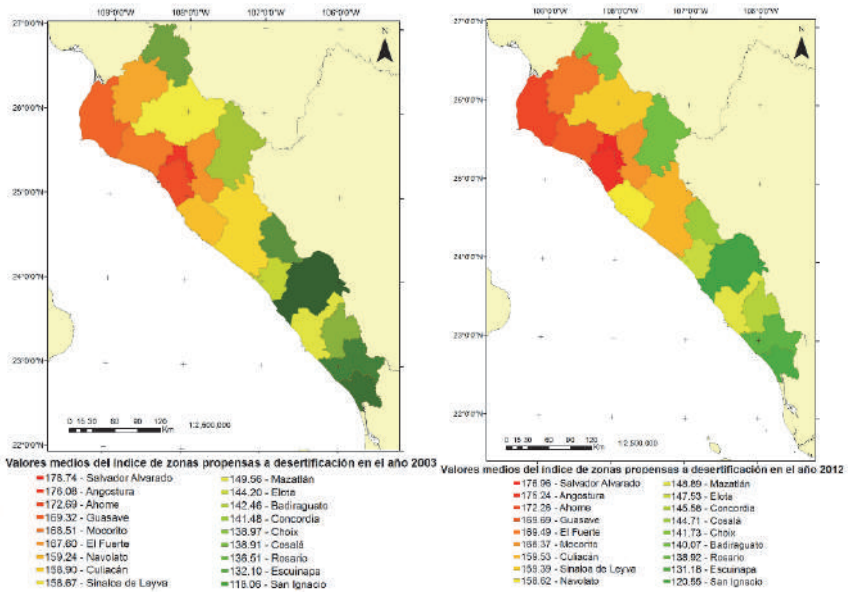 109°0'0"W 108°0'0"W 107°0'0"W 106°0'0"W
27°0'0"N
26°0'0"N
25°0'0"N
24°0'0"N
23°0'0"N
22°0'0"N
N
0 15 30 60 90 120
Km
1:2,500,000
Valores medios del índice de zonas propensas a desertificación en el año 2003
176.74 - Salvador Alvarado
176.08 - Angostura
172.69 - Ahome
169.32 - Guasave
168.51 - Mocorito
167.60 - El Fuerte
159.24 - Navolato
158.90 - Culiacán
158.67 - Sinaloa de Leyva
149.56 - Mazatlán
144.20 - Elota
142.46 - Badiraguato
141.48 - Concordia
138.97 - Choix
138.91 - Cosalá
136.51 - Rosario
132.10 - Escuinapa
118.06 - San Ignacio
109°0'0"W 108°0'0"W 107°0'0"W 106°0'0"W
27°0'0"N
26°0'0"N
25°0'0"N
24°0'0"N
23°0'0"N
22°0'0"N
N
0 15 30 60 90 120
Km
1:2,500,000
Valores medios del índice de zonas propensas a desertificación en el año 2012
176.96 - Salvador Alvarado
175.24 - Angostura
172.26 - Ahome
169.69 - Guasave
169.49 - El Fuerte
168.37 - Mocorito
159.53 - Culiacán
159.39 - Sinaloa de Leyva
158.62 - Navolato
148.89 - Mazatlán
147.53 - Elota
145.56 - Concordia
144.71 - Cosalá
141.73 - Choix
140.07 - Badiraguato
138.92 - Rosario
131.18 - Escuinapa
120.55 - San Ignacio